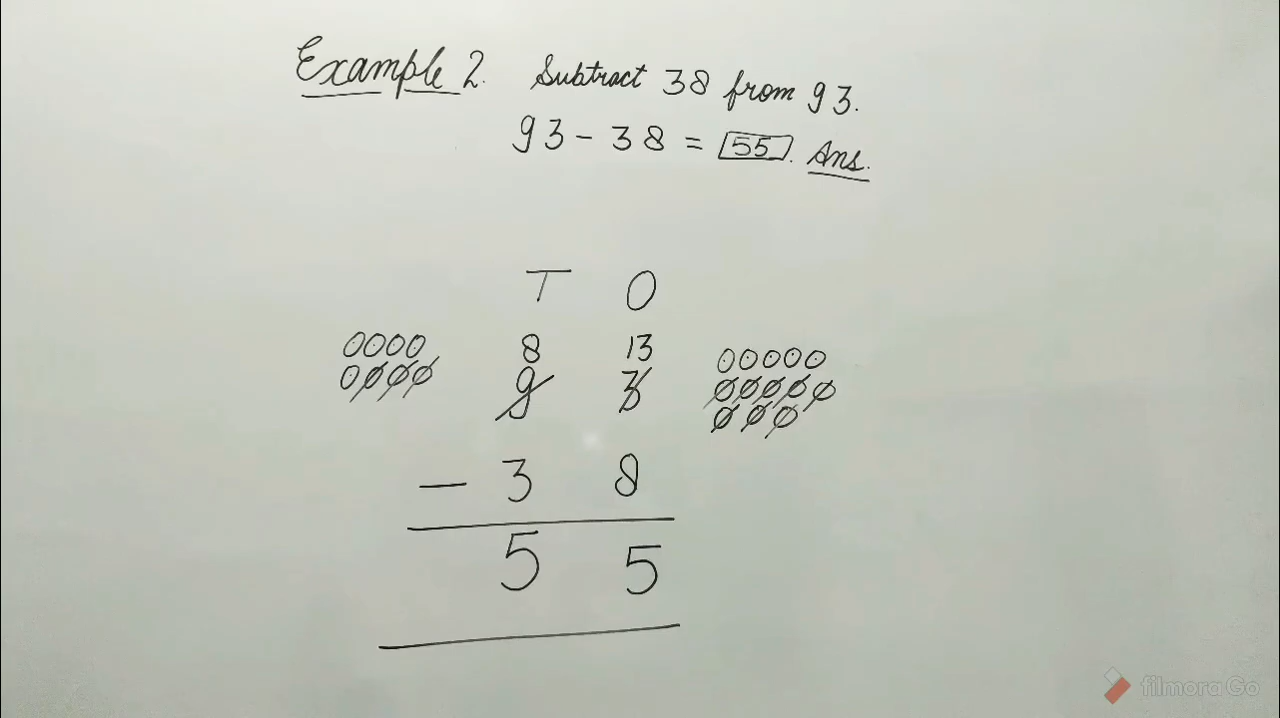 Example 2. Subtract 38 from 93.
93 - 38 = 55. Ans.
T O
8 13
9 3
- 3 8
5 5
filmora Go